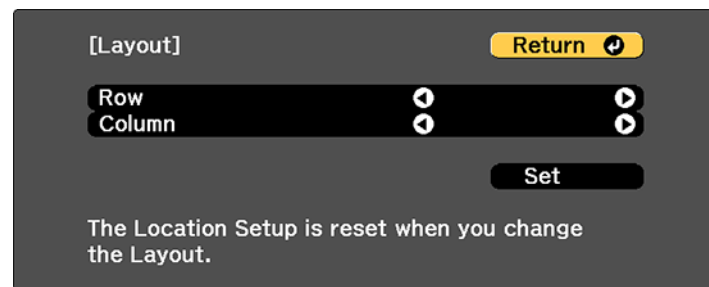 [Layout]
Return
Row
Column
Set
The Location Setup is reset when you change
the Layout.